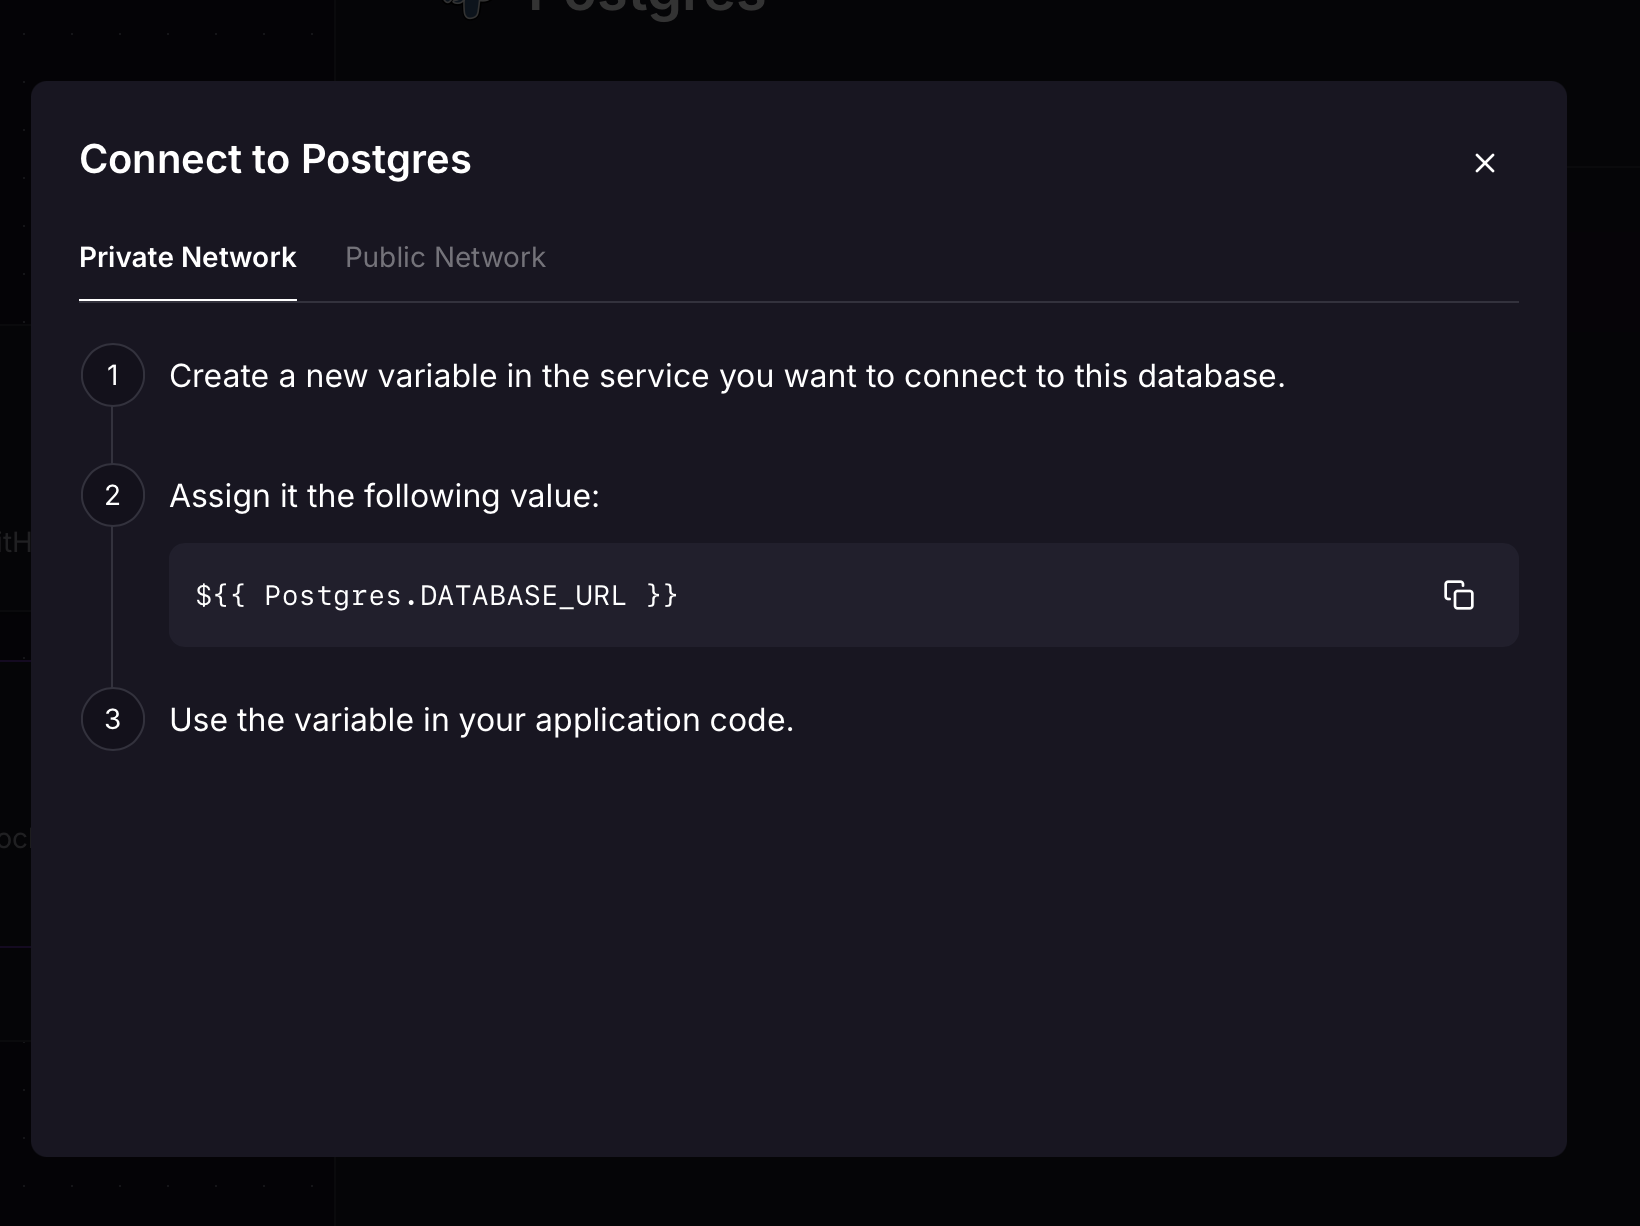 Postgres
Connect to Postgres
Private Network
Public Network
1
Create a new variable in the service you want to connect to this database.
2
Assign it the following value:
${{ Postgres.DATABASE_URL }}
3
Use the variable in your application code.